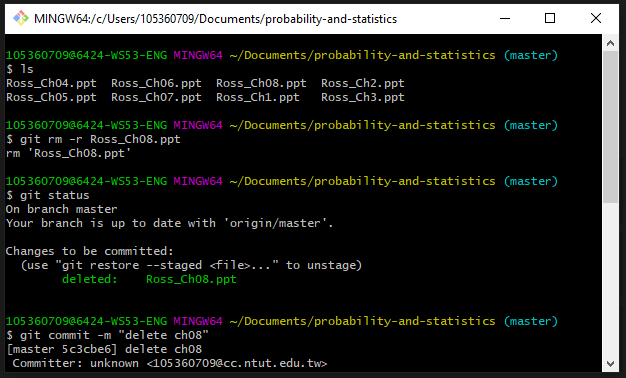 MINGW64:/c/Users/105360709/Documents/probability-and-statistics
105360709@6424-WS53-ENG MINGW64 ~/Documents/probability-and-statistics (master)
$ ls
Ross_Ch04.ppt  Ross_Ch06.ppt  Ross_Ch08.ppt  Ross_Ch2.ppt
Ross_Ch05.ppt  Ross_Ch07.ppt  Ross_Ch1.ppt   Ross_Ch3.ppt
105360709@6424-WS53-ENG MINGW64 ~/Documents/probability-and-statistics (master)
$ git rm -r Ross_Ch08.ppt
rm 'Ross_Ch08.ppt'
105360709@6424-WS53-ENG MINGW64 ~/Documents/probability-and-statistics (master)
$ git status
On branch master
Your branch is up to date with 'origin/master'.
Changes to be committed:
  (use "git restore --staged <file>..." to unstage)
        deleted:    Ross_Ch08.ppt
105360709@6424-WS53-ENG MINGW64 ~/Documents/probability-and-statistics (master)
$ git commit -m "delete ch08"
[master 5c3cbe6] delete ch08
 Committer: unknown <105360709@cc.ntut.edu.tw>